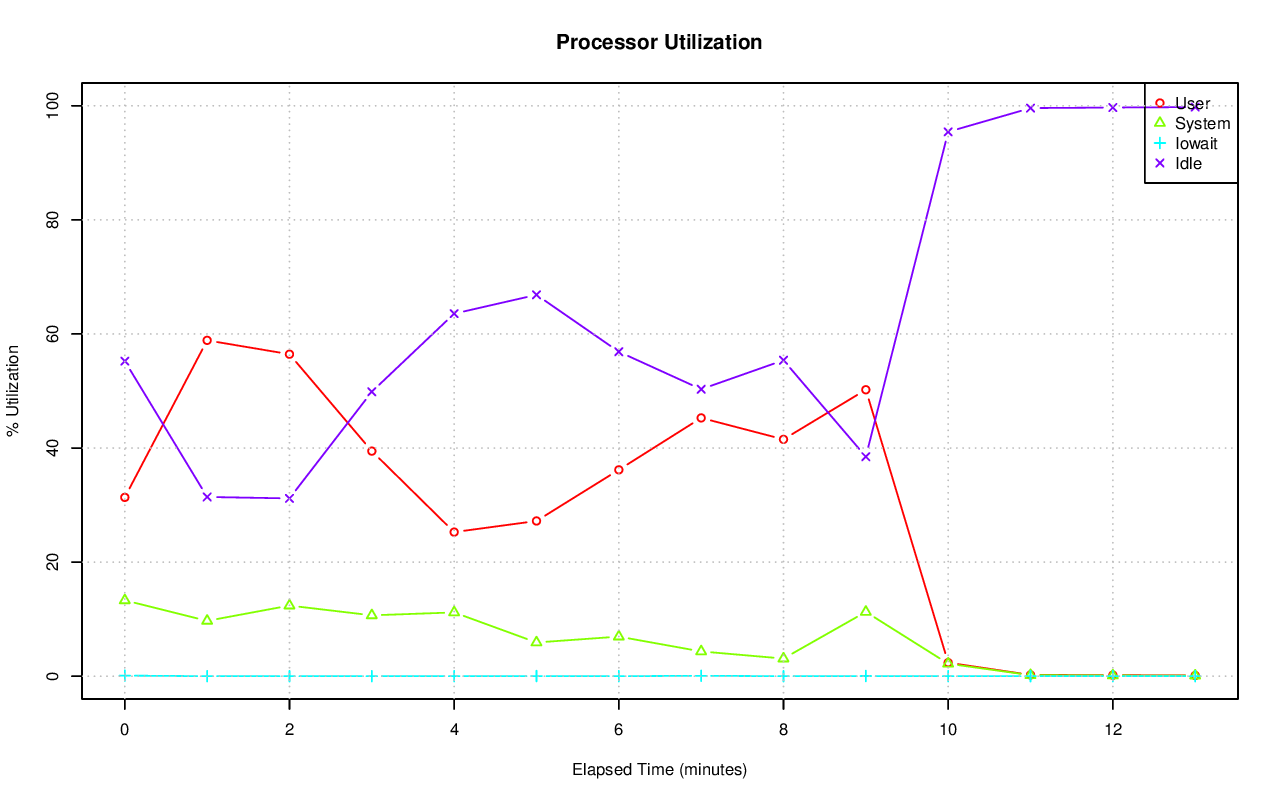 Processor Utilization
100
80
60
40
20
0
% Utilization
User
System
Iowait
Idle
0 2 4 6 8 10 12
Elapsed Time (minutes)